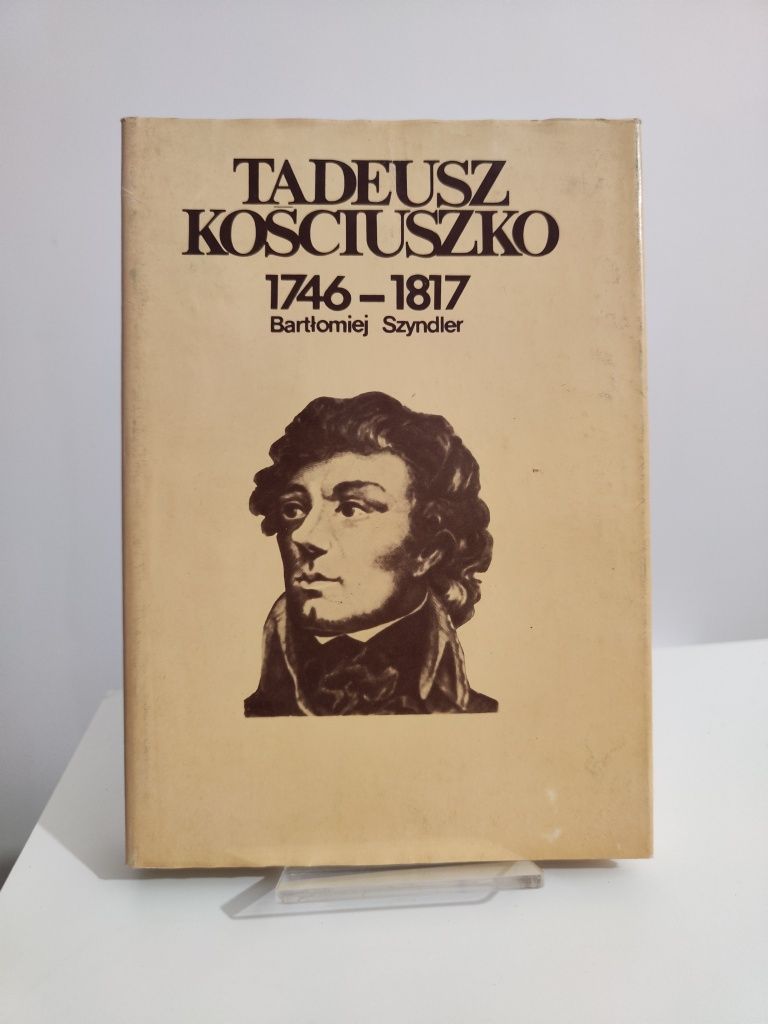 TADEUSZ
KOŚCIUSZKO
1746 – 1817
Bartłomiej Szyndler